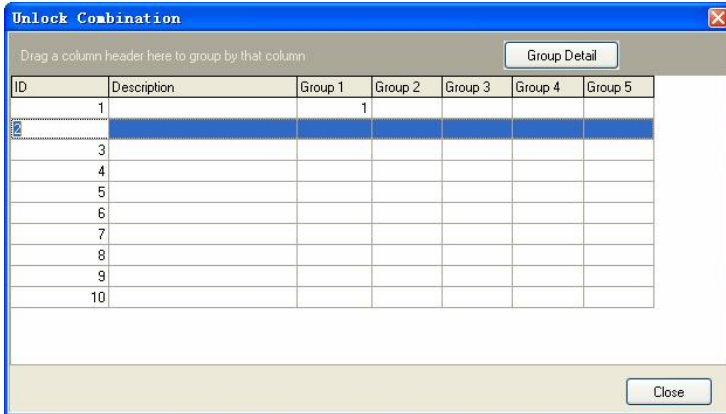 Unlock Combination
Drag a column header here to group by that column Group Detail
ID Description Group 1 Group 2 Group 3 Group 4 Group 5
1 1
2
3
4
5
6
7
8
9
10
Close